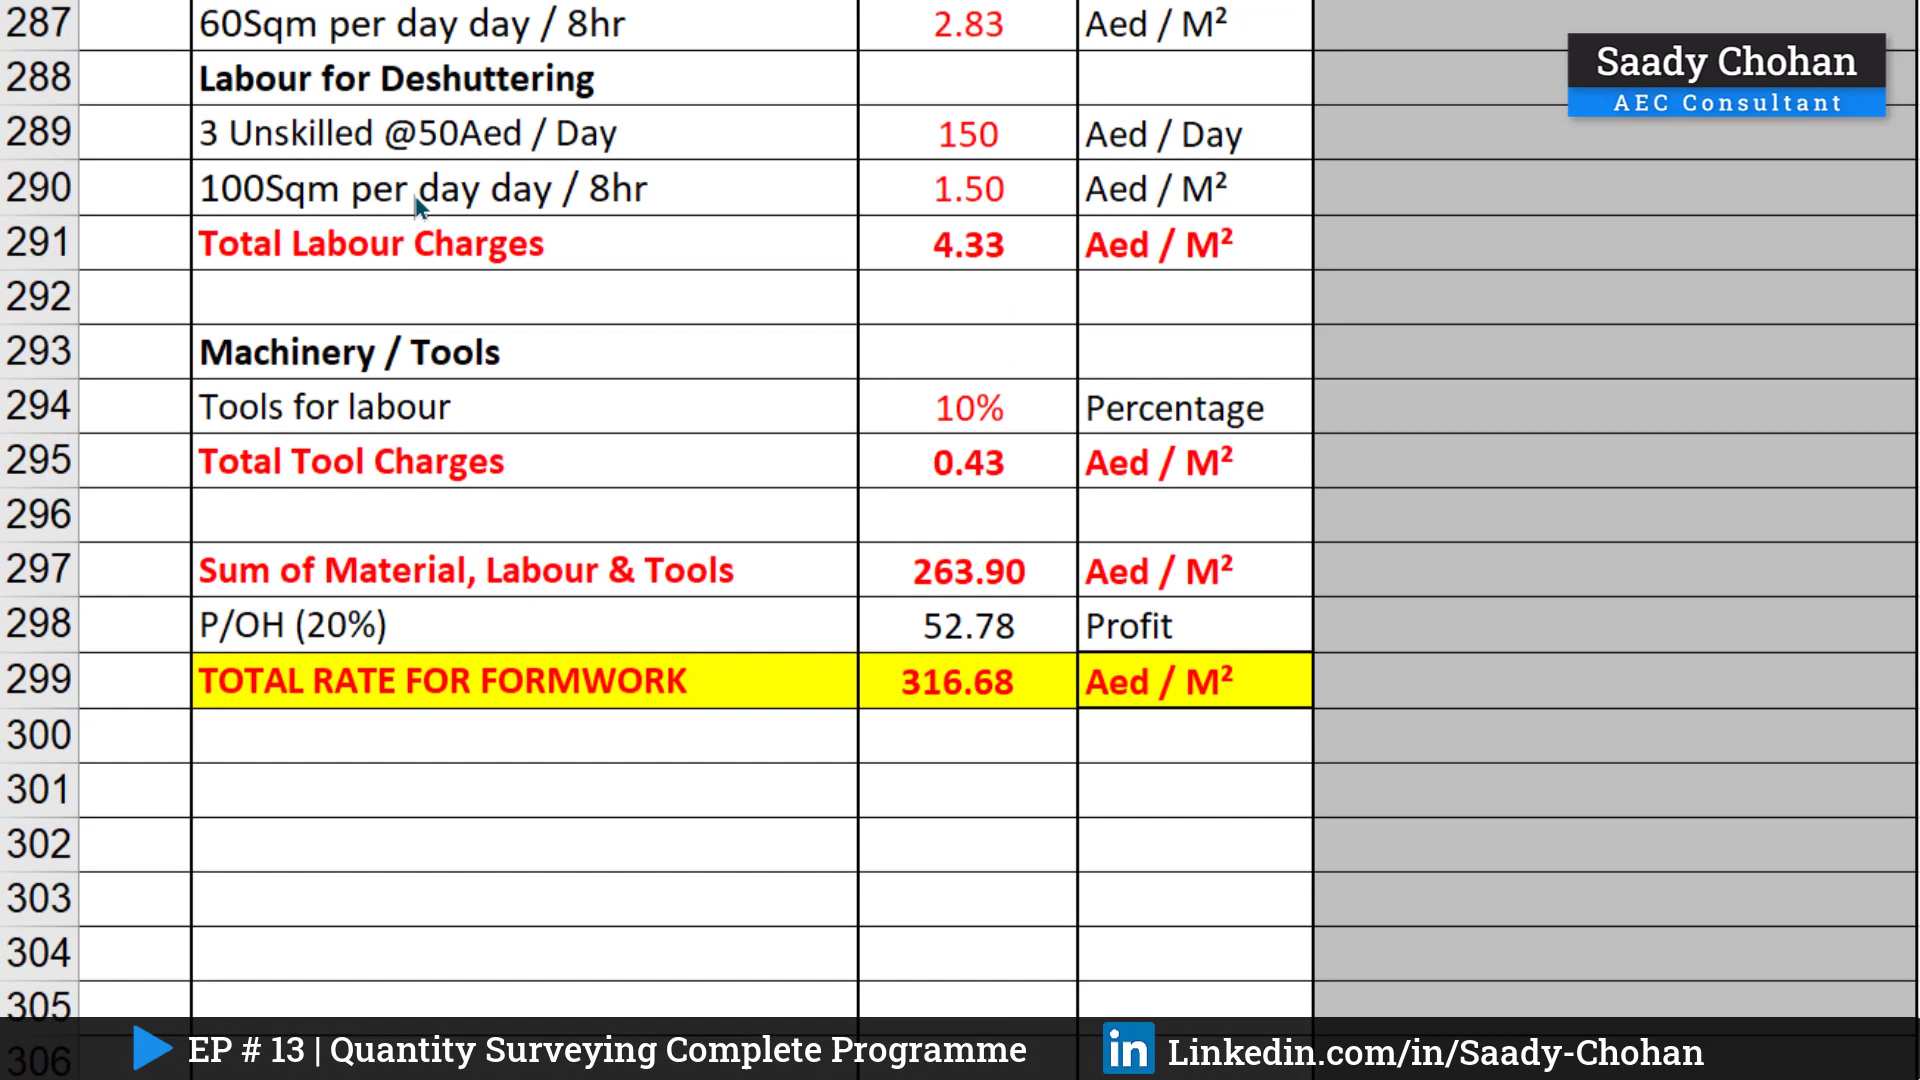 287 60Sqm per day day / 8hr 2.83 Aed / M²
288 Labour for Deshuttering
289 3 Unskilled @50Aed / Day 150 Aed / Day
290 100Sqm per day day / 8hr 1.50 Aed / M²
291 Total Labour Charges 4.33 Aed / M²
292
293 Machinery / Tools
294 Tools for labour 10% Percentage
295 Total Tool Charges 0.43 Aed / M²
296
297 Sum of Material, Labour & Tools 263.90 Aed / M²
298 P/OH (20%) 52.78 Profit
299 TOTAL RATE FOR FORMWORK 316.68 Aed / M²
300
301
302
303
304
305
306
Saady Chohan
AEC Consultant
EP # 13 | Quantity Surveying Complete Programme
in Linkedin.com/in/Saady-Chohan